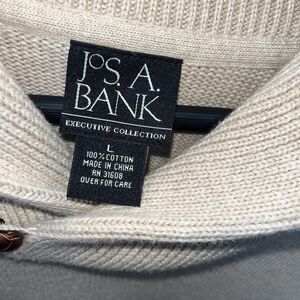 JOS. A.
BANK
EXECUTIVE COLLECTION
L
100% COTTON
MADE IN CHINA
RN 31608
OVER FOR CARE